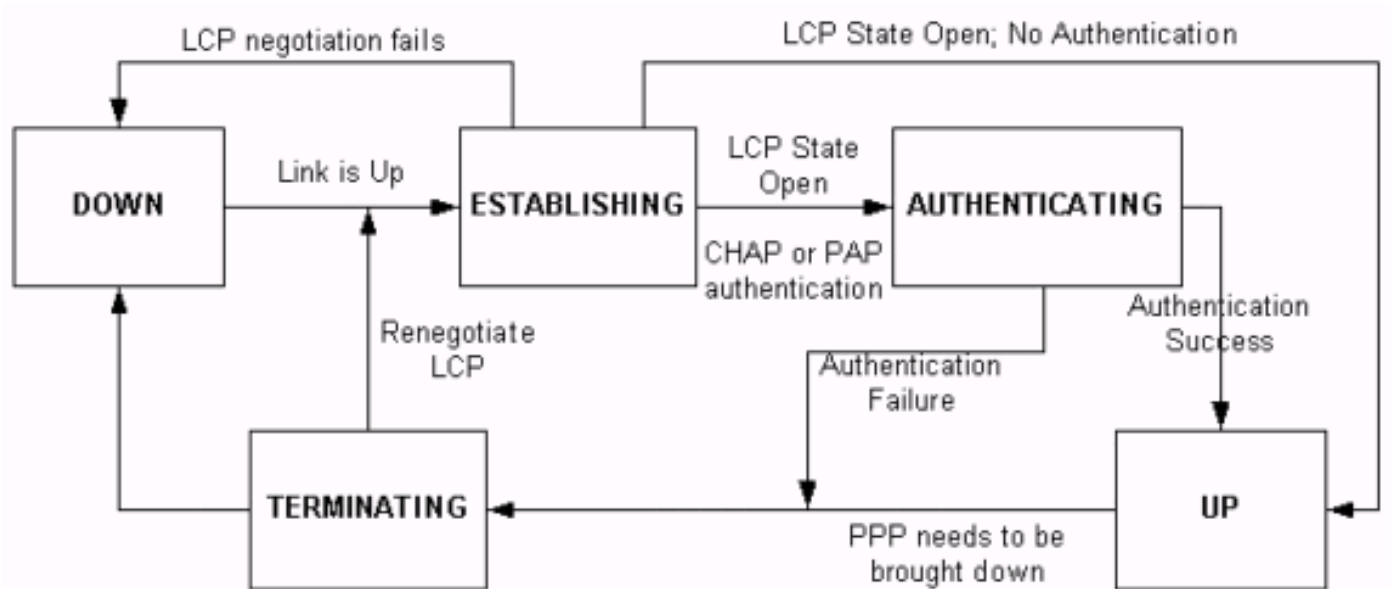 LCP negotiation fails
LCP State Open; No Authentication
DOWN
Link is Up
ESTABLISHING
LCP State
Open
CHAP or PAP
authentication
AUTHENTICATING
Renegotiate
LCP
Authentication
Failure
Authentication
Success
TERMINATING
PPP needs to be
brought down
UP